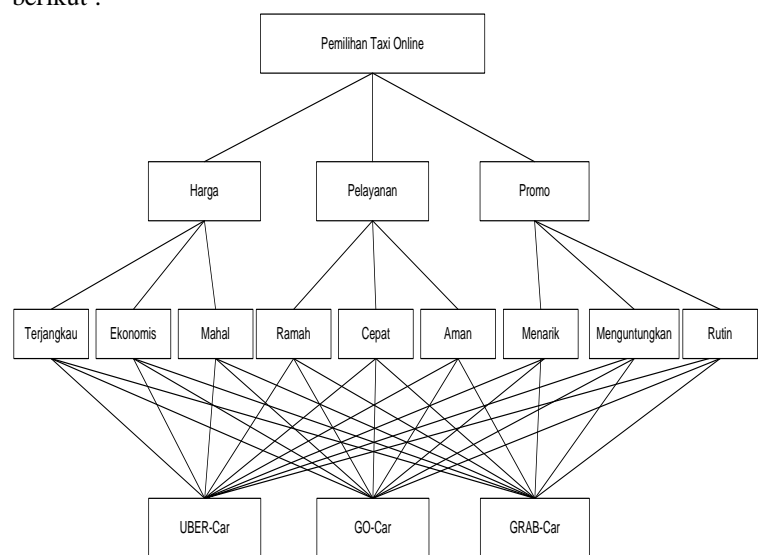 berikut :
Pemilihan Taxi Online
Harga Pelayanan Promo
Terjangkau Ekonomis Mahal Ramah Cepat Aman Menarik Menguntungkan Rutin
UBER-Car GO-Car GRAB-Car